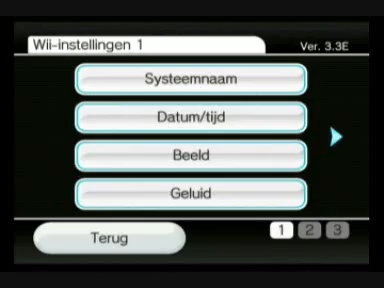 Wii-instellingen 1
Ver. 3.3E
Systeemnaam
Datum/tijd
Beeld
Geluid
Terug
1 2 3